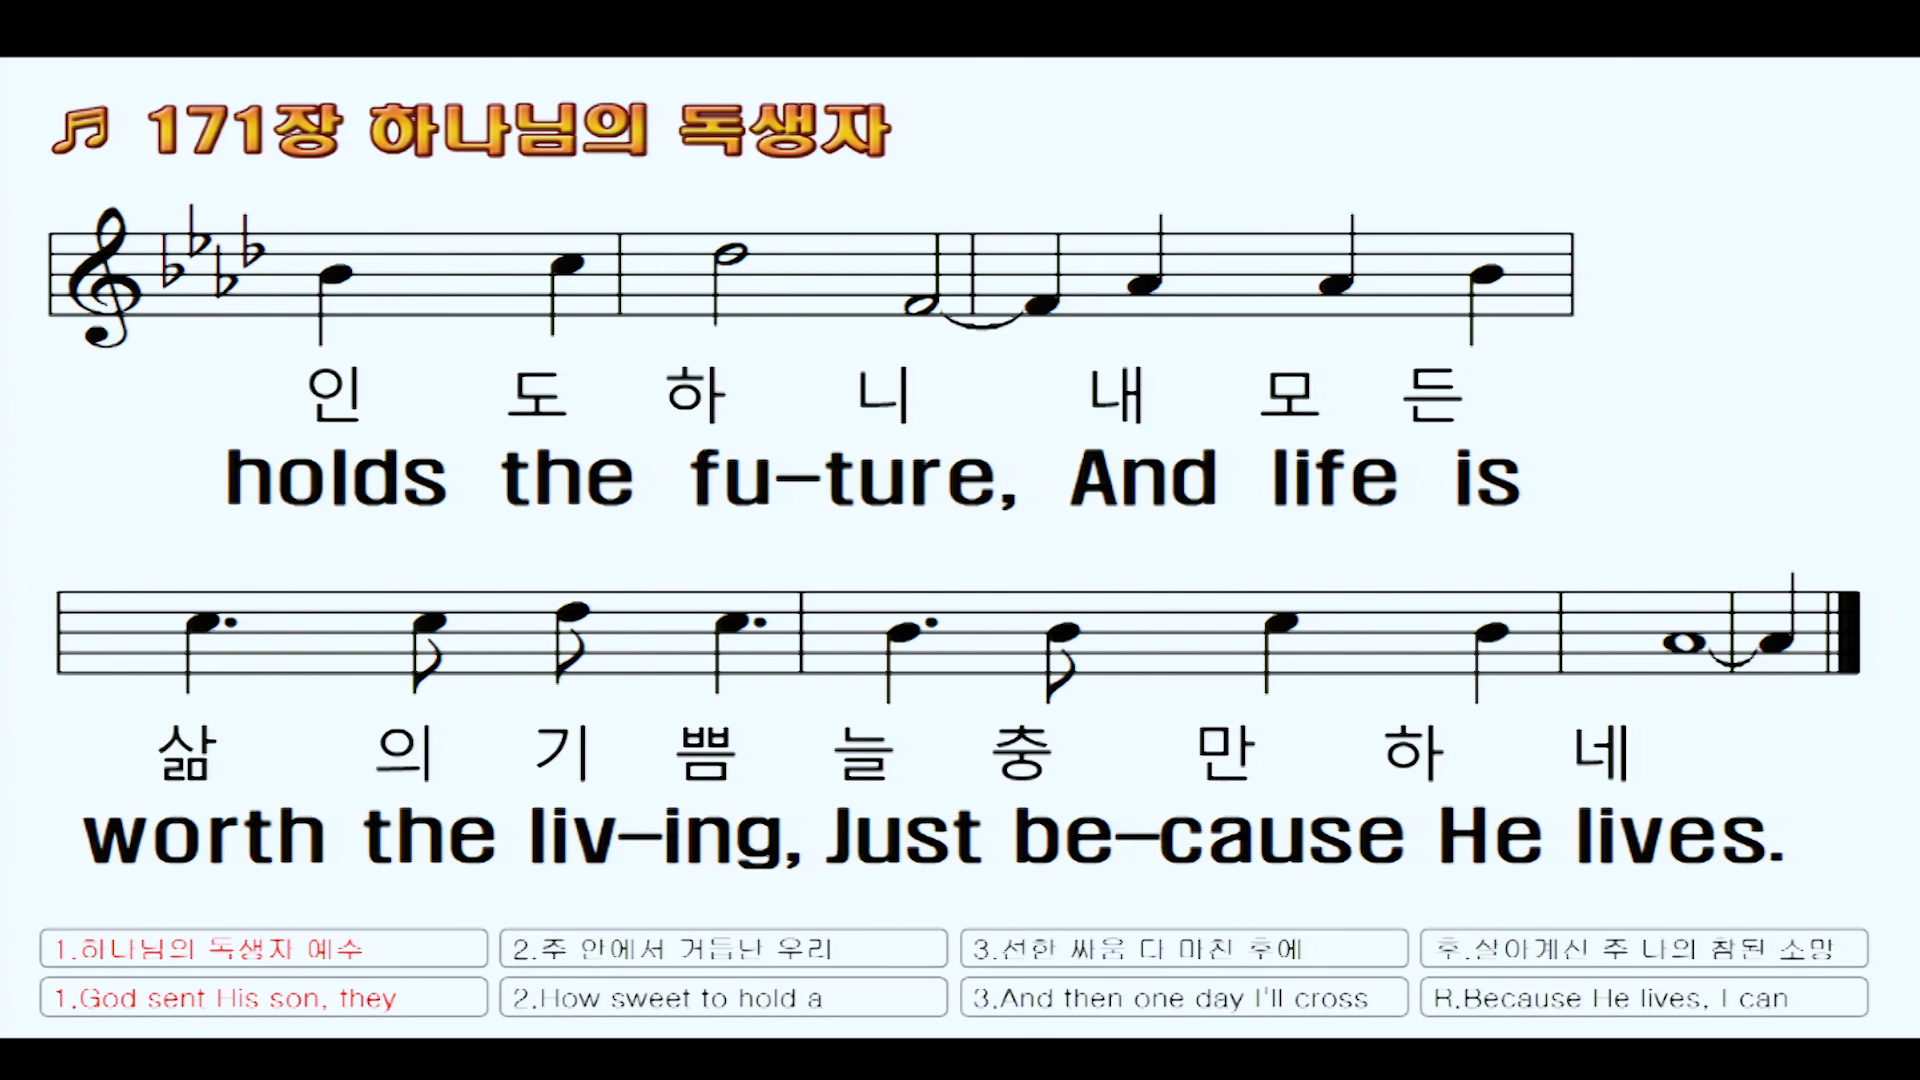 171장 하나님의 독생자
인 도 하 니 내 모 든
holds the fu-ture, And life is
삶 의 기 쁨 늘 충 만 하 네
worth the liv-ing, Just be-cause He lives.
1.하나님의 독생자 예수 2.주 안에서 거듭난 우리 3.선한 싸움 다 마친 후에 후.살아계신 주 나의 참된 소망
1.God sent His son, they 2.How sweet to hold a 3.And then one day I'll cross R.Because He lives, I can